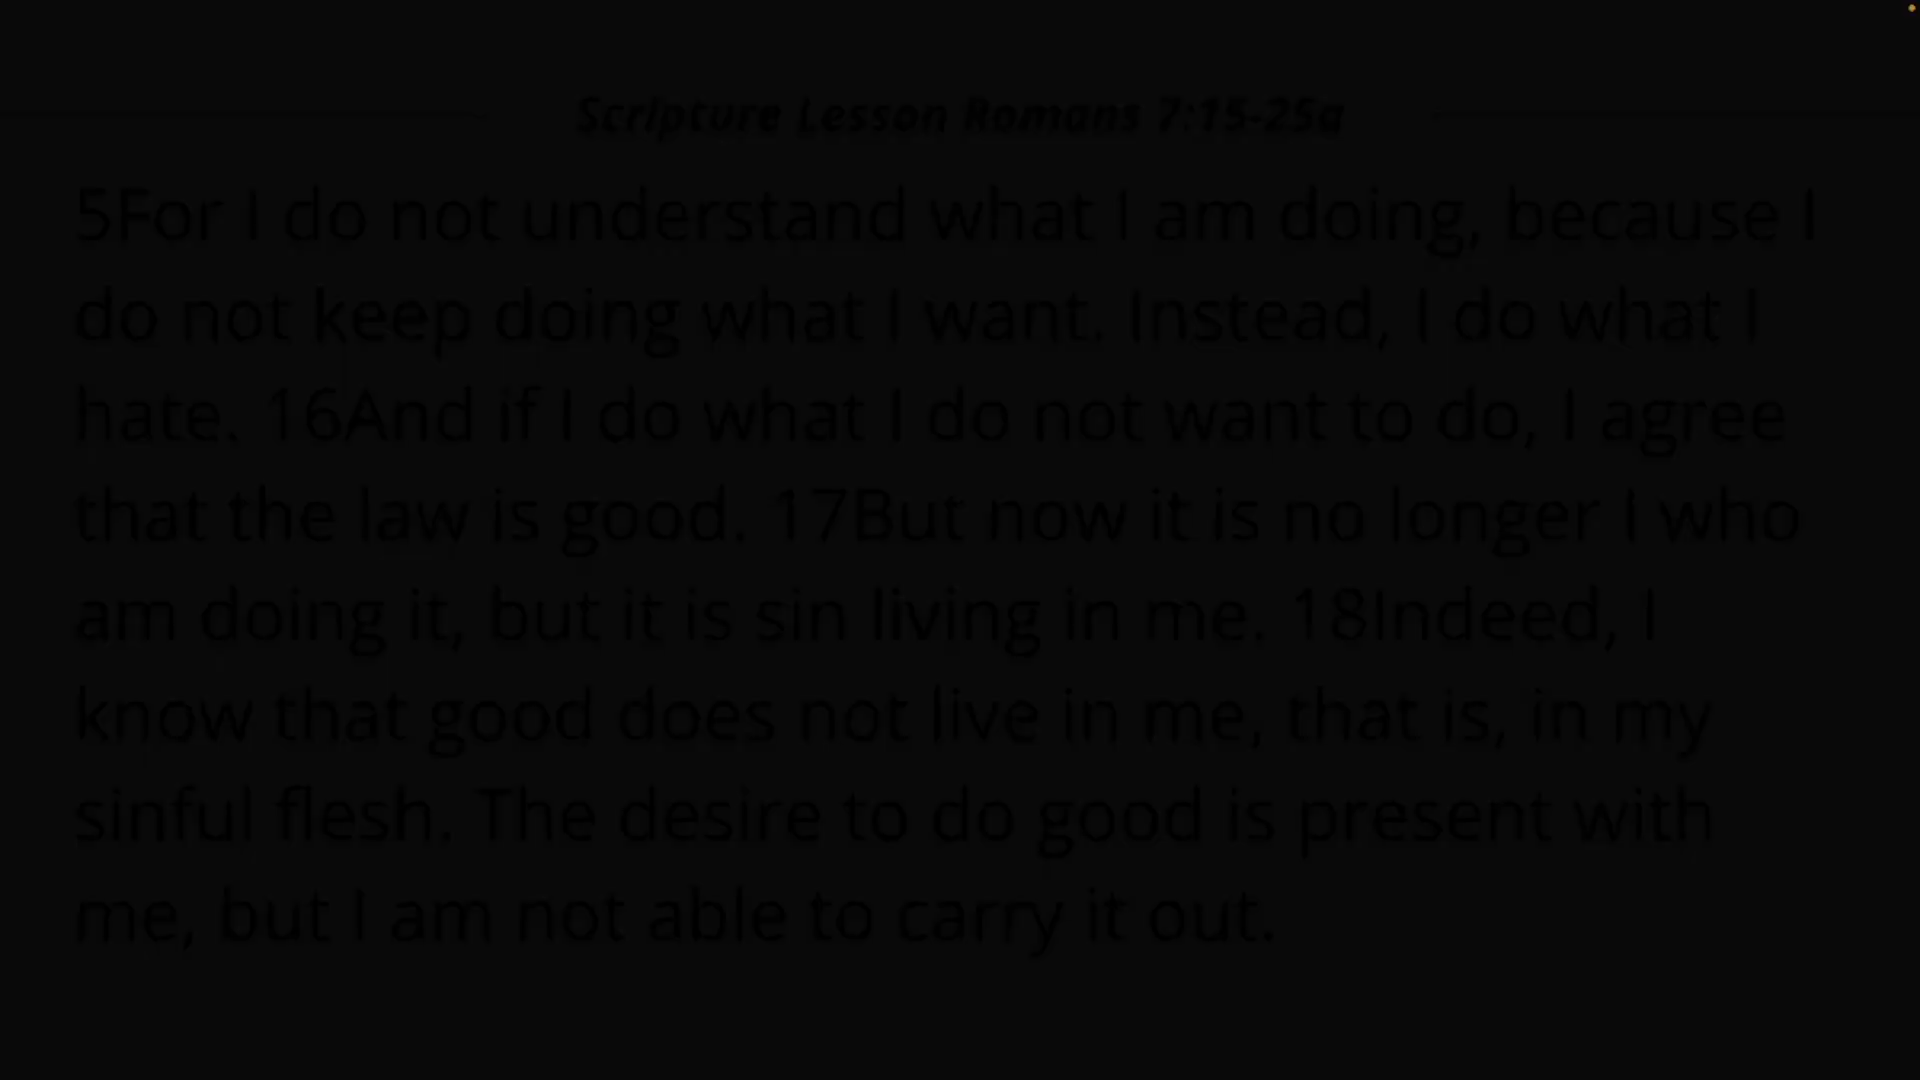 Scripture Lesson Romans 7:15-25a
5For I do not understand what I am doing, because I
do not keep doing what I want. Instead, I do what I
hate. 16And if I do what I do not want to do, I agree
that the law is good. 17But now it is no longer I who
am doing it, but it is sin living in me. 18Indeed, I
know that good does not live in me, that is, in my
sinful flesh. The desire to do good is present with
me, but I am not able to carry it out.